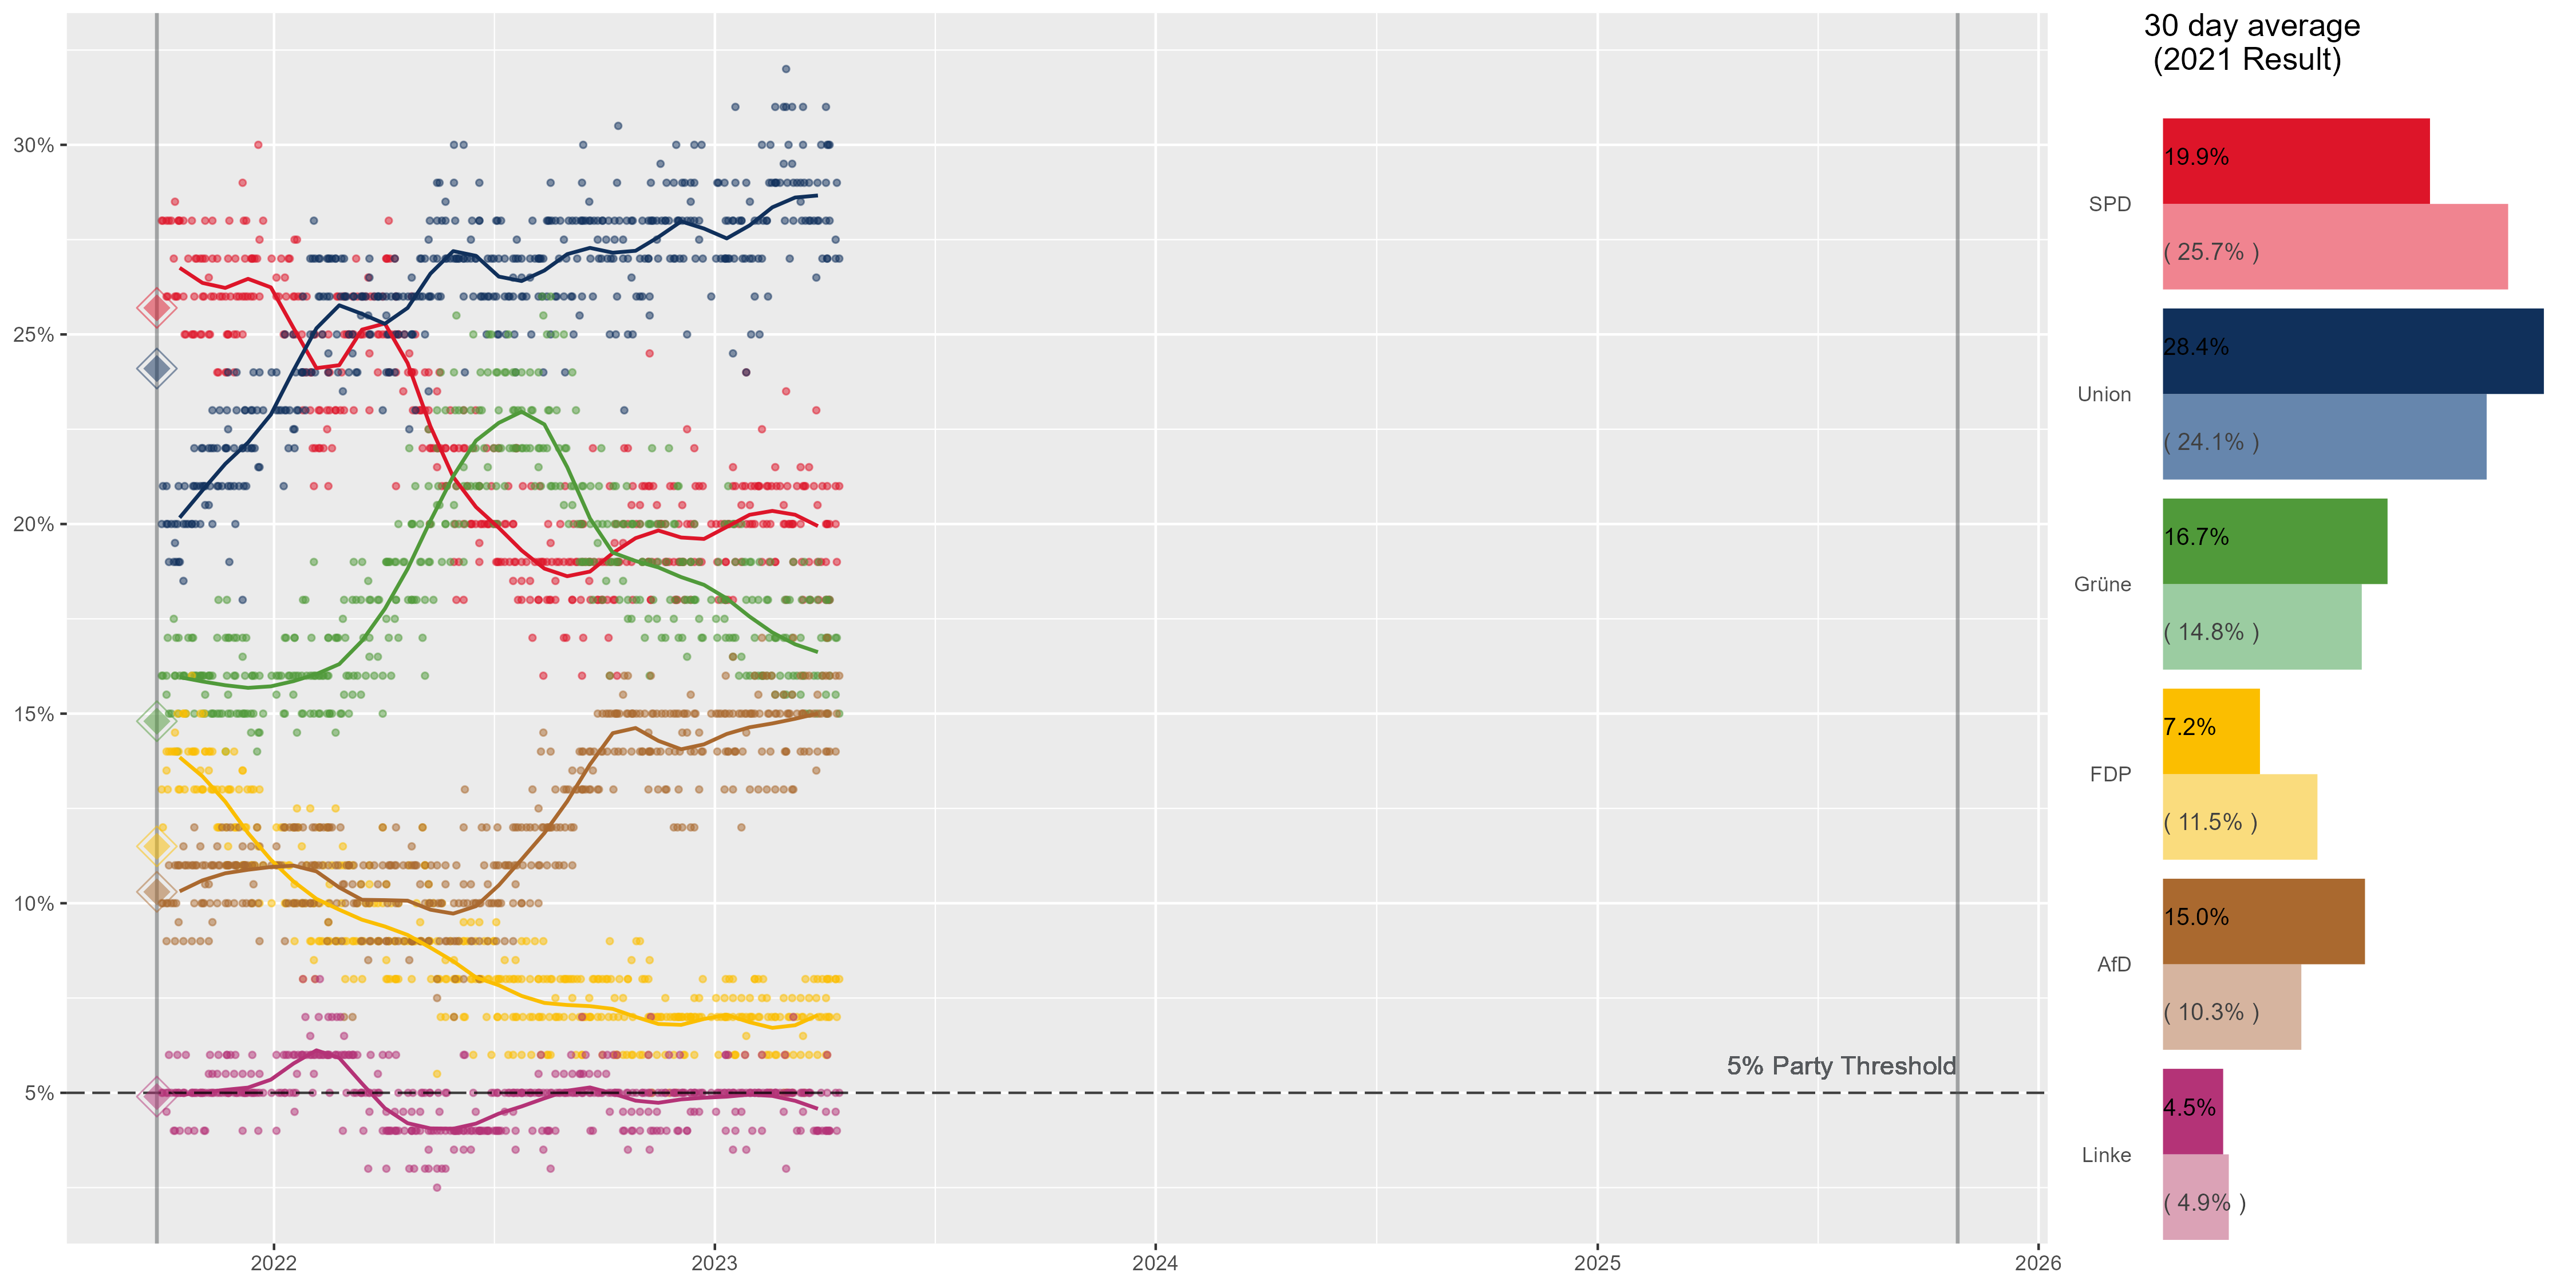 30%
25%
20%
15%
10%
5%
5% Party Threshold
2022
2023
2024
2025
2026
30 day average
(2021 Result)
SPD
19.9%
( 25.7% )
Union
28.4%
( 24.1% )
Grüne
16.7%
( 14.8% )
FDP
7.2%
( 11.5% )
AfD
15.0%
( 10.3% )
Linke
4.5%
( 4.9% )